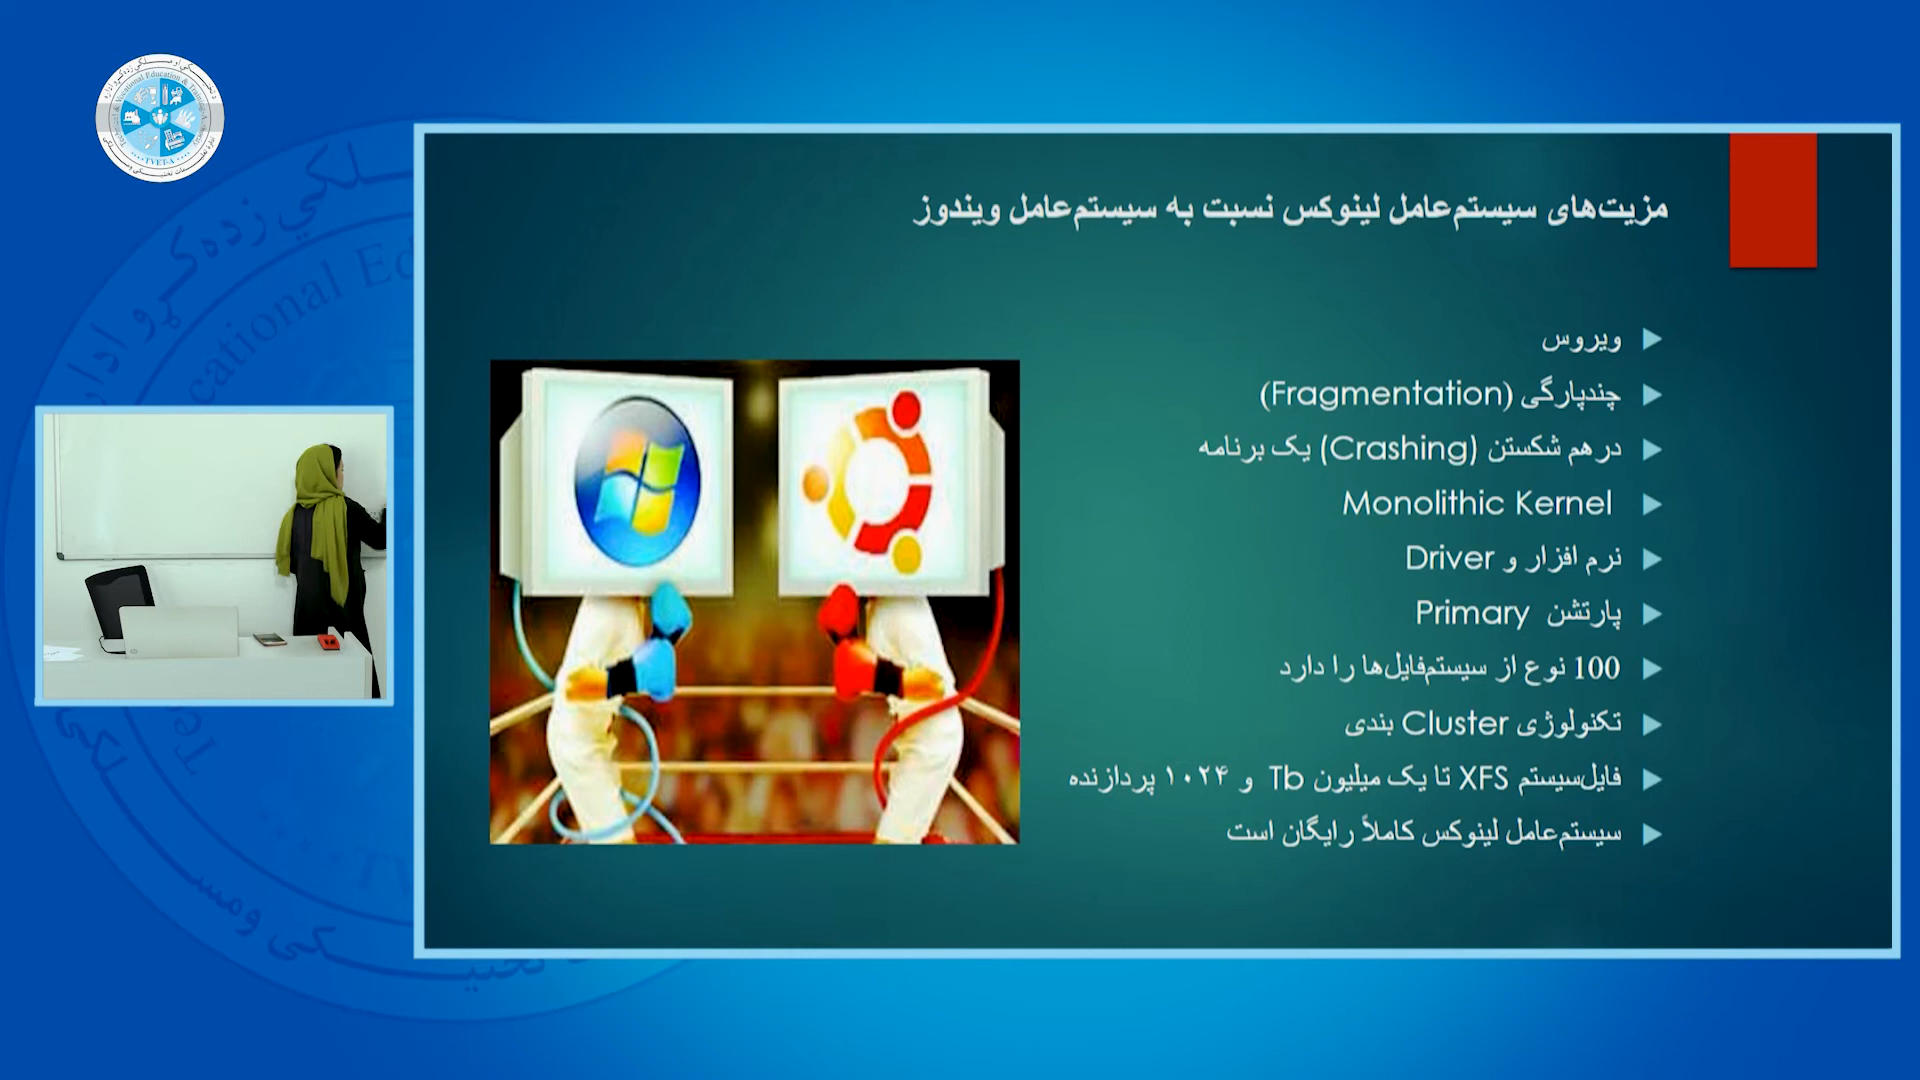 مزیت‌های سیستم‌عامل لینوکس نسبت به سیستم‌عامل ویندوز
ویروس
چندپارگی (Fragmentation)
درهم شکستن (Crashing) یک برنامه
Monolithic Kernel
نرم افزار و Driver
پارتشن Primary
100 نوع از سیستم‌فایل‌ها را دارد
تکنولوژی Cluster بندی
فایل‌سیستم XFS تا یک میلیون Tb و ۱۰۲۴ پردازنده
سیستم‌عامل لینوکس کاملاً رایگان است
TVET-A